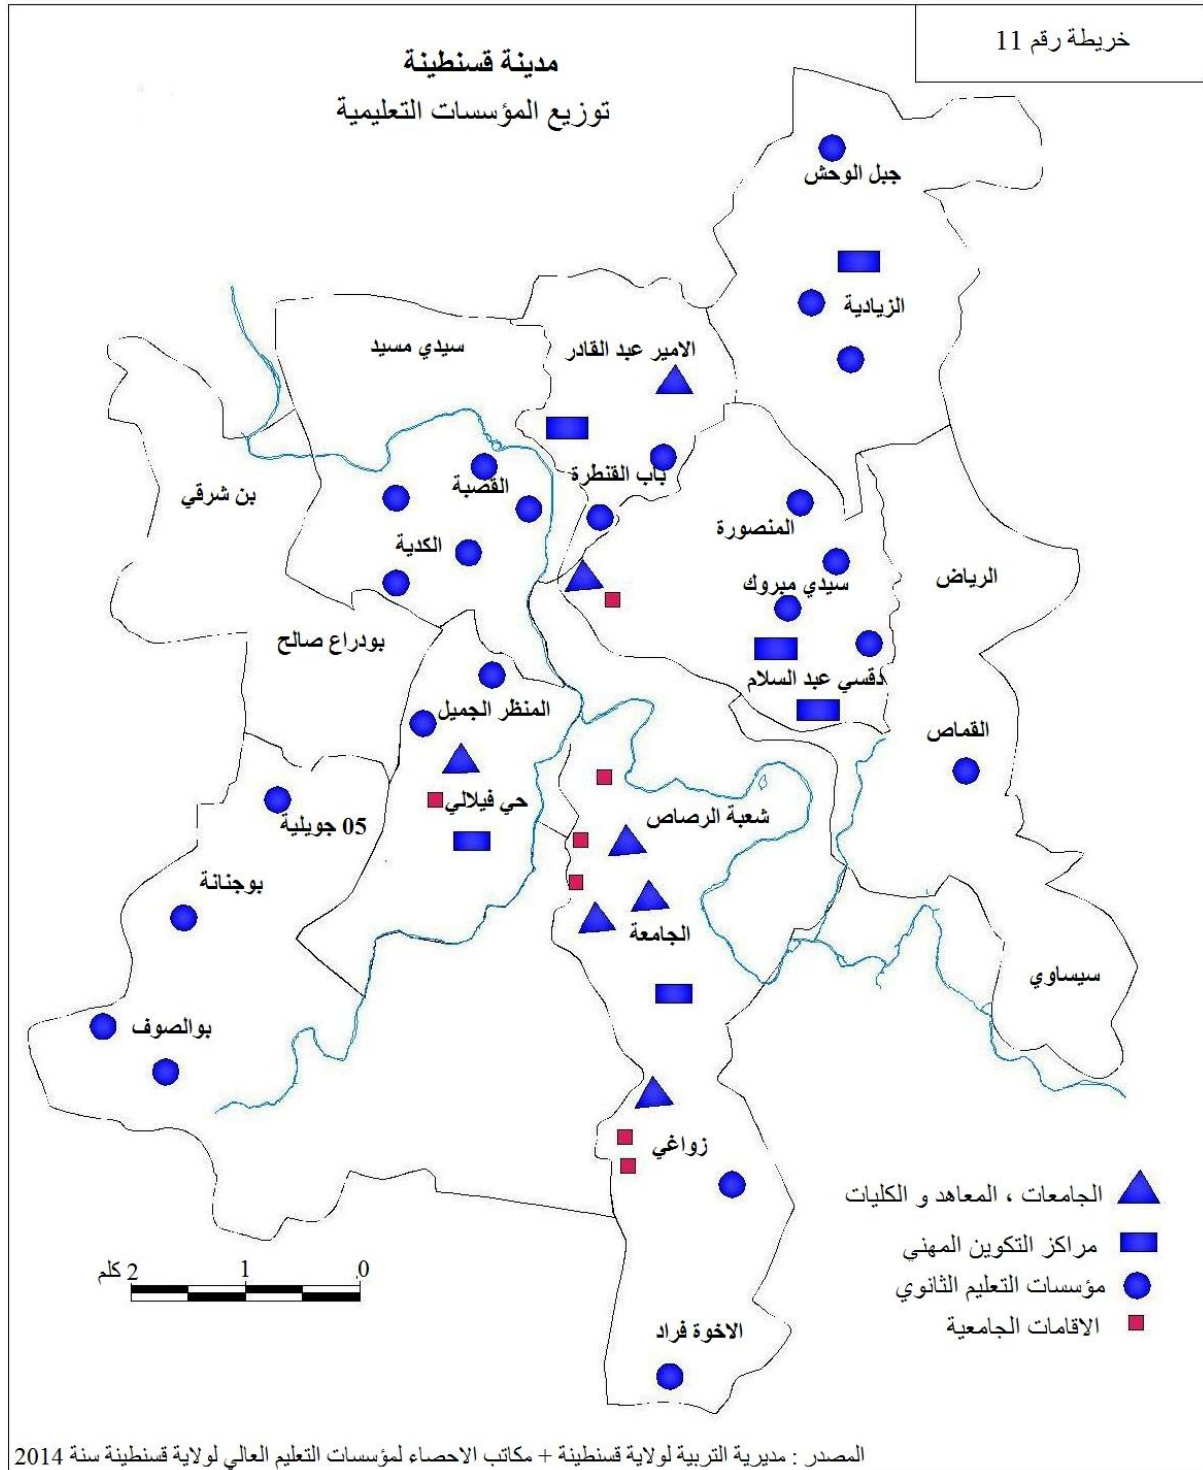 خريطة رقم 11
مدينة قسنطينة
توزيع المؤسسات التعليمية
جبل الوحش
الزيادية
سيدي مسيد
الامير عبد القادر
باب القنطرة
القصبة
بن شرقي
المنصورة
الكدية
الرياض
سيدي مبروك
بودراع صالح
دقسي عبد السلام
المنظر الجميل
القماص
حي فيلالي
شعبة الرصاص
05 جويلية
بوجنانة
الجامعة
سيساوي
بوالصوف
زواغي
الجامعات ، المعاهد و الكليات
مراكز التكوين المهني
مؤسسات التعليم الثانوي
الاقامات الجامعية
0 1 2 كلم
الاخوة فراد
المصدر : مديرية التربية لولاية قسنطينة + مكاتب الاحصاء لمؤسسات التعليم العالي لولاية قسنطينة سنة 2014